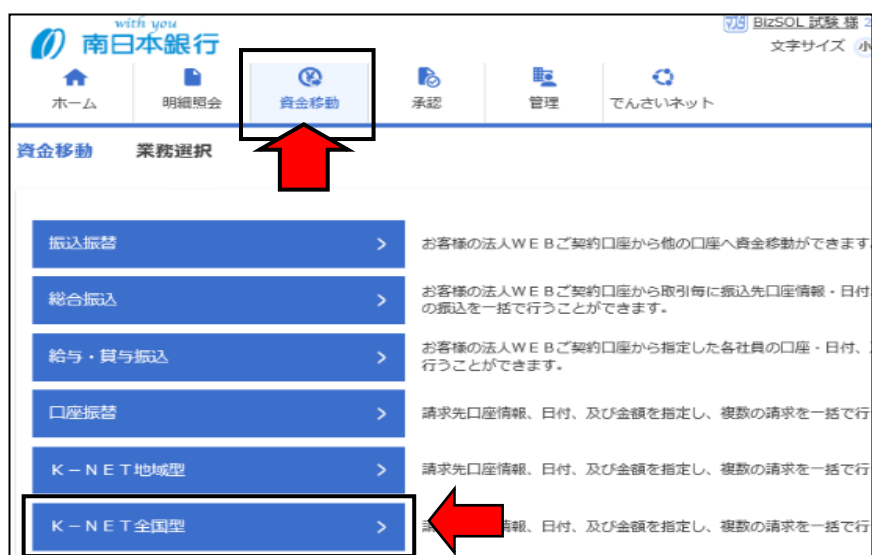 with you
南日本銀行
マスタ BizSOL 試験 様
文字サイズ 小
ホーム 明細照会 資金移動 承認 管理 でんさいネット
資金移動 業務選択
振込振替 > お客様の法人ＷＥＢご契約口座から他の口座へ資金移動ができます。
総合振込 > お客様の法人ＷＥＢご契約口座から取引毎に振込先口座情報・日付、
の振込を一括で行うことができます。
給与・賞与振込 > お客様の法人ＷＥＢご契約口座から指定した各社員の口座・日付、
行うことができます。
口座振替 > 請求先口座情報、日付、及び金額を指定し、複数の請求を一括で行
Ｋ－ＮＥＴ地域型 > 請求先口座情報、日付、及び金額を指定し、複数の請求を一括で行
Ｋ－ＮＥＴ全国型 > 情報、日付、及び金額を指定し、複数の請求を一括で行